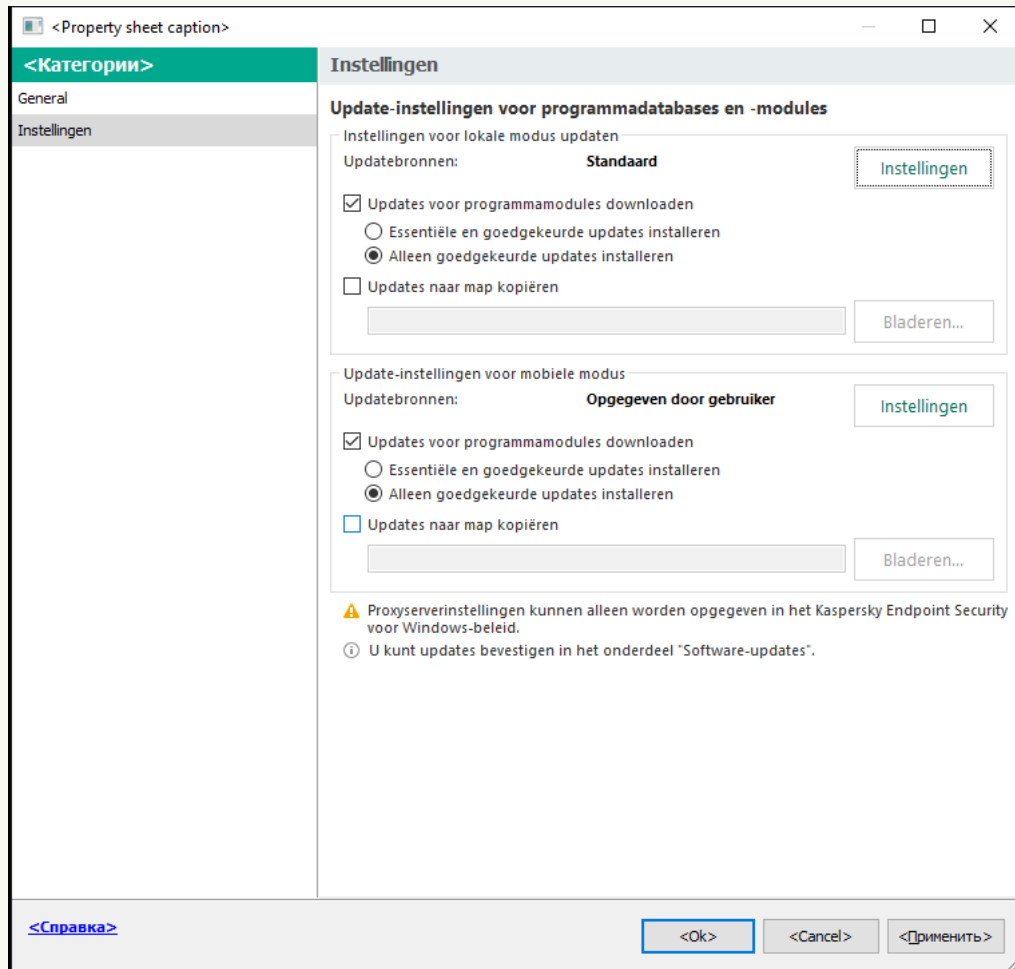 <Property sheet caption>
<Категории>
General
Instellingen
Instellingen
Update-instellingen voor programmadatabases en -modules
Instellingen voor lokale modus updaten
Updatebronnen: Standaard
Instellingen
Updates voor programmamodules downloaden
Essentiële en goedgekeurde updates installeren
Alleen goedgekeurde updates installeren
Updates naar map kopiëren
Bladeren...
Update-instellingen voor mobiele modus
Updatebronnen: Opgegeven door gebruiker
Instellingen
Updates voor programmamodules downloaden
Essentiële en goedgekeurde updates installeren
Alleen goedgekeurde updates installeren
Updates naar map kopiëren
Bladeren...
Proxyserverinstellingen kunnen alleen worden opgegeven in het Kaspersky Endpoint Security
voor Windows-beleid.
U kunt updates bevestigen in het onderdeel "Software-updates".
<Справка>
<Ok> <Cancel> <Применить>